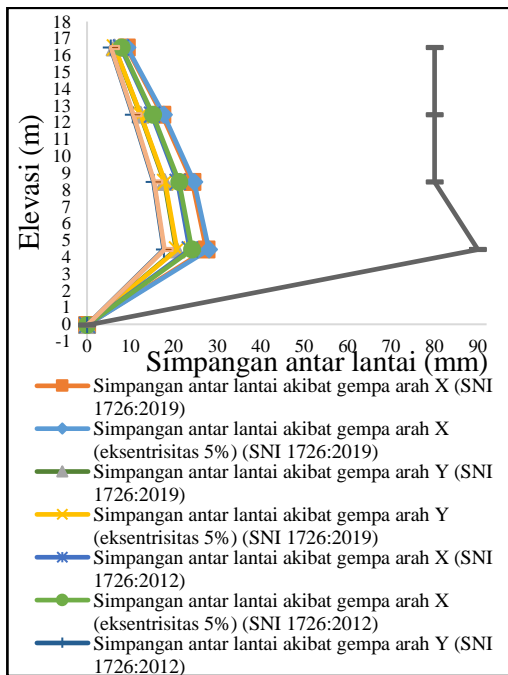 18
17
16
15
14
13
12
11
10
9
8
7
6
5
4
3
2
1
0
-1
Elevasi (m)
0 10 20 30 40 50 60 70 80 90
Simpangan antar lantai (mm)
Simpangan antar lantai akibat gempa arah X (SNI
1726:2019)
Simpangan antar lantai akibat gempa arah X
(eksentrisitas 5%) (SNI 1726:2019)
Simpangan antar lantai akibat gempa arah Y (SNI
1726:2019)
Simpangan antar lantai akibat gempa arah Y
(eksentrisitas 5%) (SNI 1726:2019)
Simpangan antar lantai akibat gempa arah X (SNI
1726:2012)
Simpangan antar lantai akibat gempa arah X
(eksentrisitas 5%) (SNI 1726:2012)
Simpangan antar lantai akibat gempa arah Y (SNI
1726:2012)